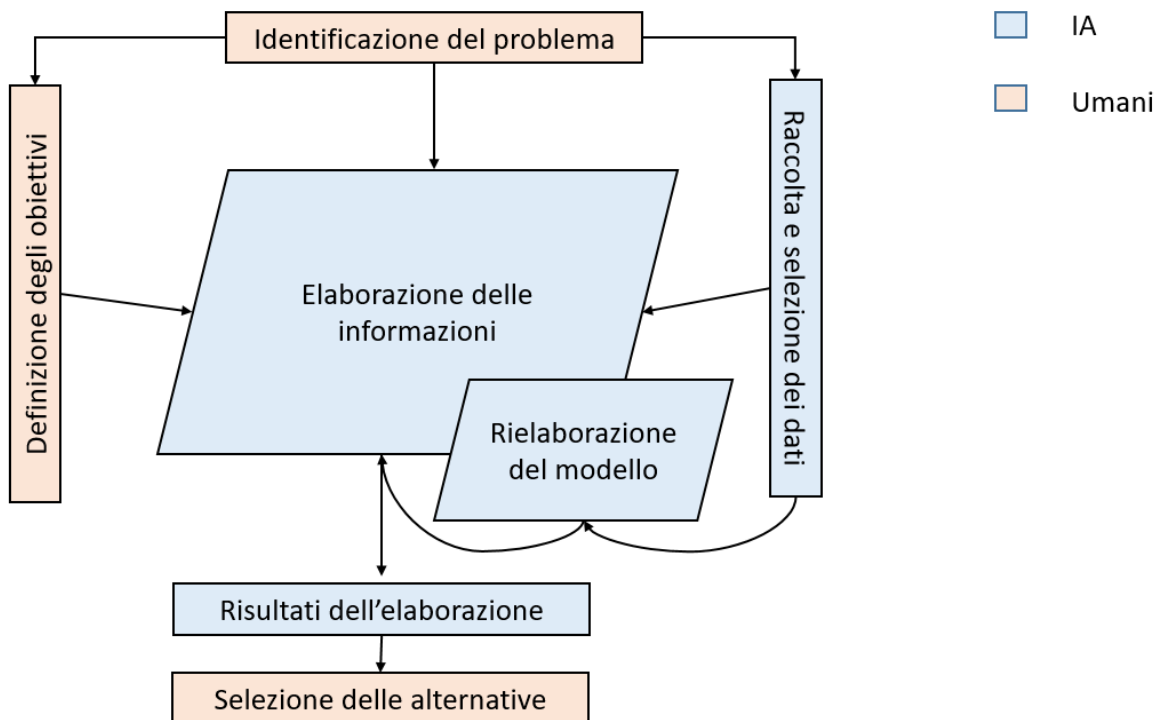 Identificazione del problema
IA
Umani
Definizione degli obiettivi
Raccolta e selezione dei dati
Elaborazione delle
informazioni
Rielaborazione
del modello
Risultati dell’elaborazione
Selezione delle alternative